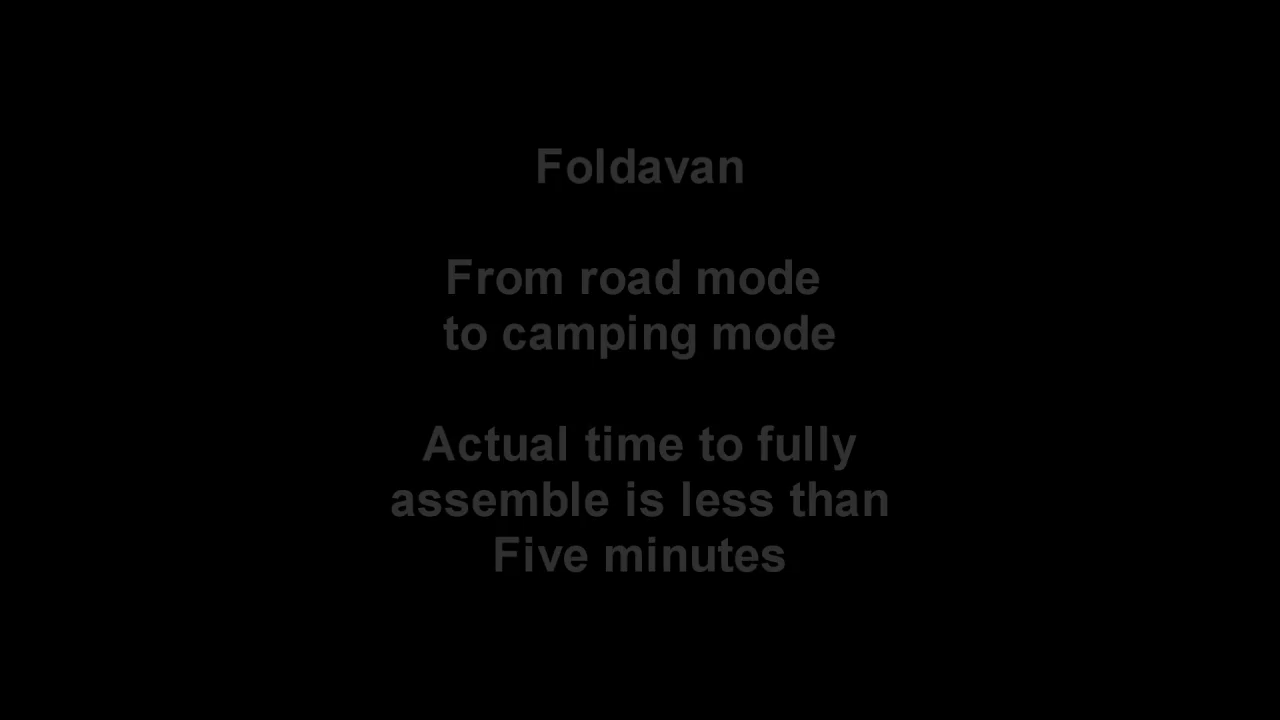 Foldavan
From road mode
to camping mode
Actual time to fully
assemble is less than
Five minutes